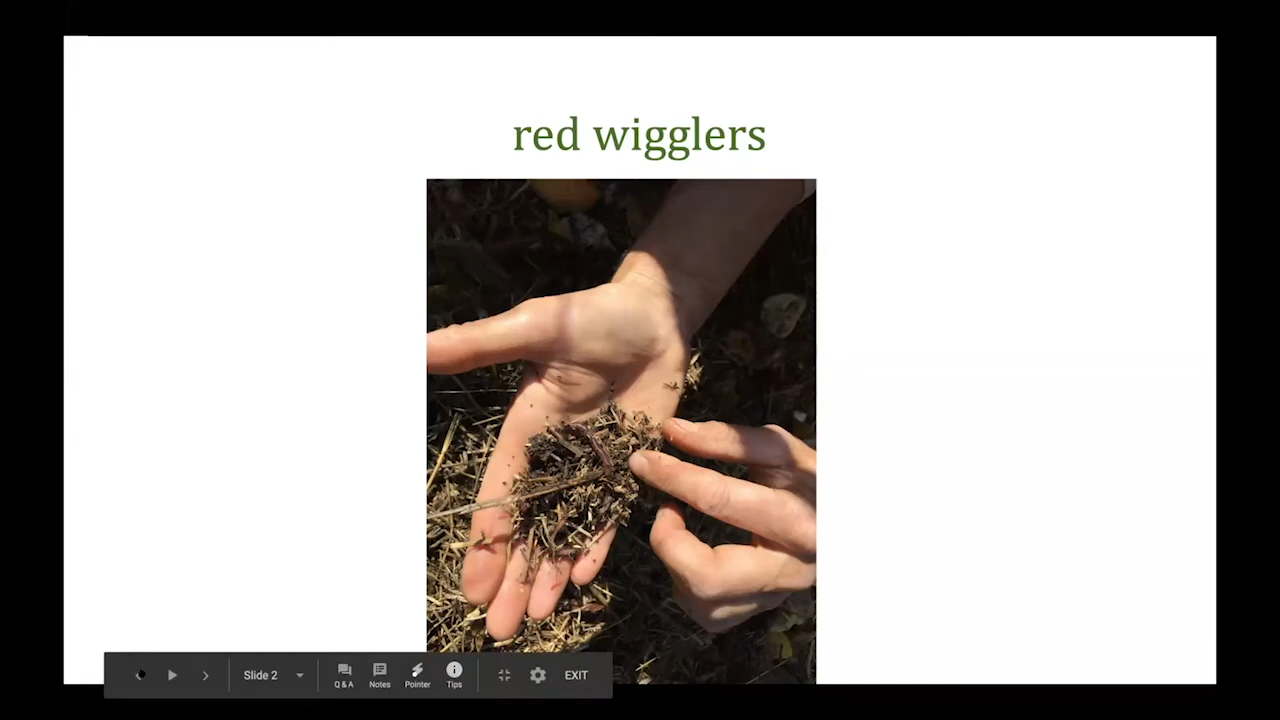 red wigglers
Slide 2
Q & A
Notes
Pointer
Tips
EXIT